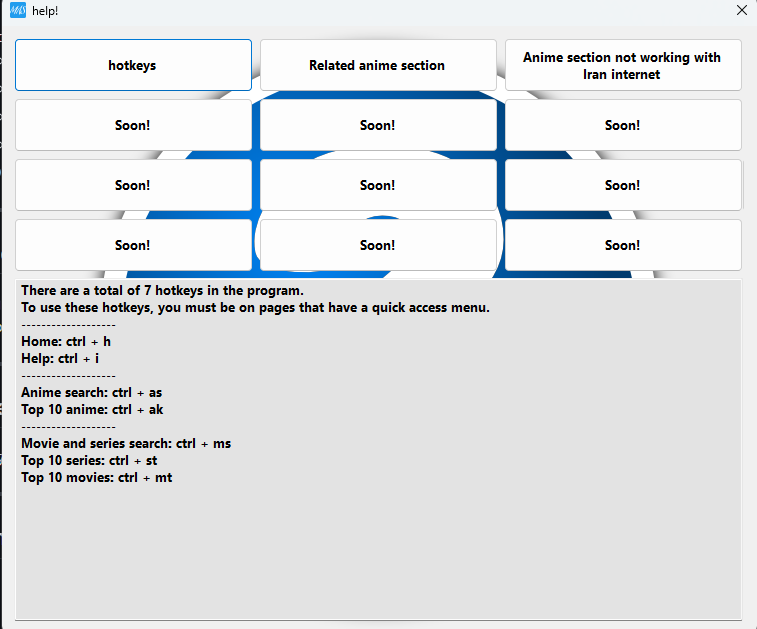 MAS help!
hotkeys
Related anime section
Anime section not working with
Iran internet
Soon!
Soon!
Soon!
Soon!
Soon!
Soon!
Soon!
Soon!
Soon!
There are a total of 7 hotkeys in the program.
To use these hotkeys, you must be on pages that have a quick access menu.
-------------------
Home: ctrl + h
Help: ctrl + i
-------------------
Anime search: ctrl + as
Top 10 anime: ctrl + ak
-------------------
Movie and series search: ctrl + ms
Top 10 series: ctrl + st
Top 10 movies: ctrl + mt